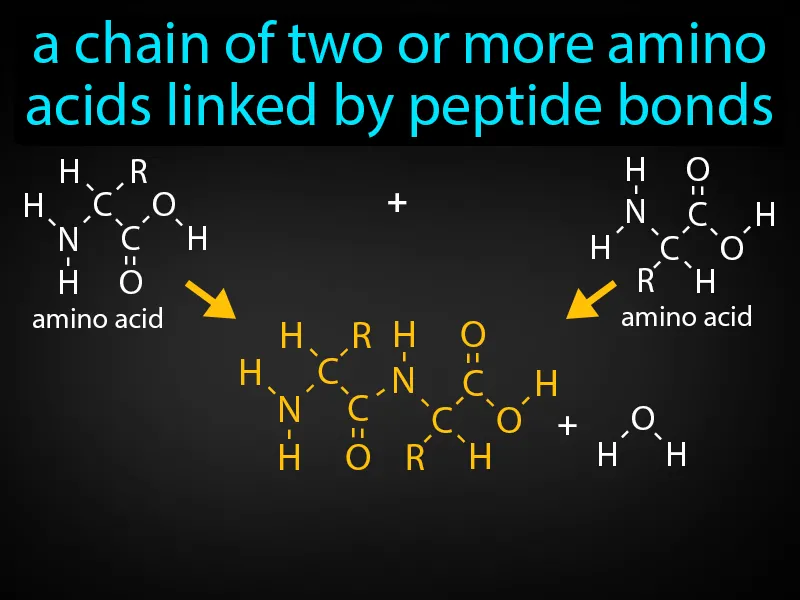 a chain of two or more amino
acids linked by peptide bonds
H R H O
H C O + N C H
N C H H C O
H O R H
amino acid amino acid
H R H O
H C N C H
N C C O + O
H O R H H H